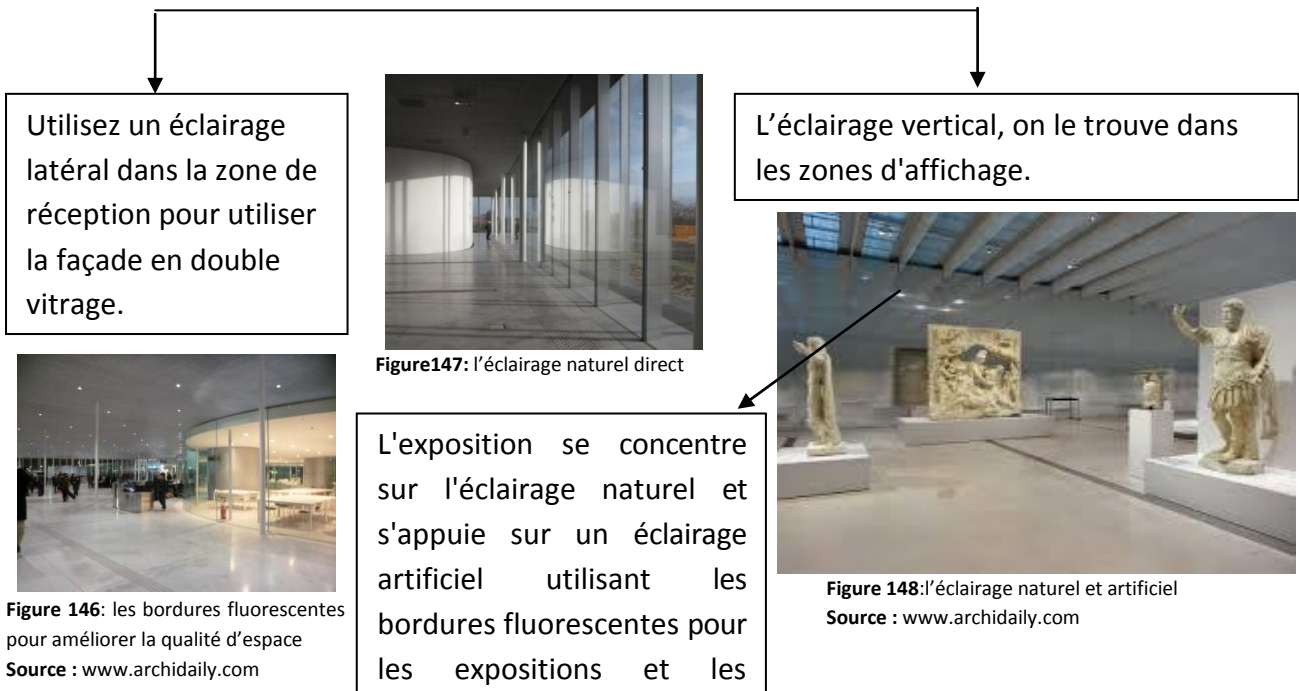 Utilisez un éclairage
latéral dans la zone de
réception pour utiliser
la façade en double
vitrage.
Figure147: l’éclairage naturel direct
L’éclairage vertical, on le trouve dans
les zones d'affichage.
Figure 146: les bordures fluorescentes
pour améliorer la qualité d’espace
Source : www.archidaily.com
L'exposition se concentre
sur l'éclairage naturel et
s'appuie sur un éclairage
artificiel utilisant les
bordures fluorescentes pour
les expositions et les
Figure 148:l’éclairage naturel et artificiel
Source : www.archidaily.com